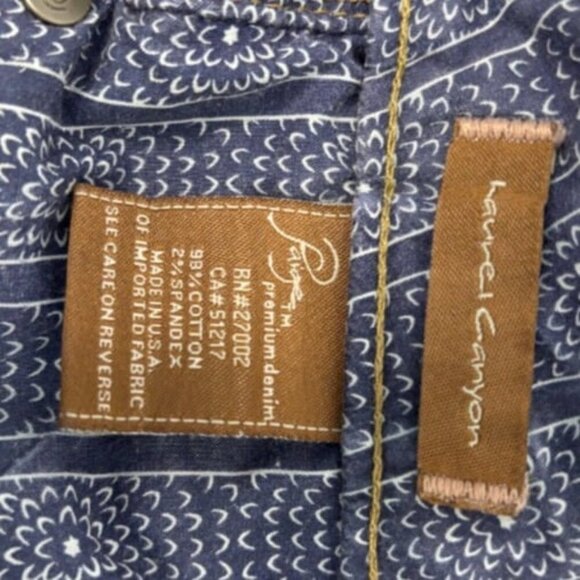 Paige™
premium denim
RN#27002
CA#51217
98% COTTON
2% SPANDEX
MADE IN U.S.A.
OF IMPORTED FABRIC
SEE CARE ON REVERSE
Laurel Canyon